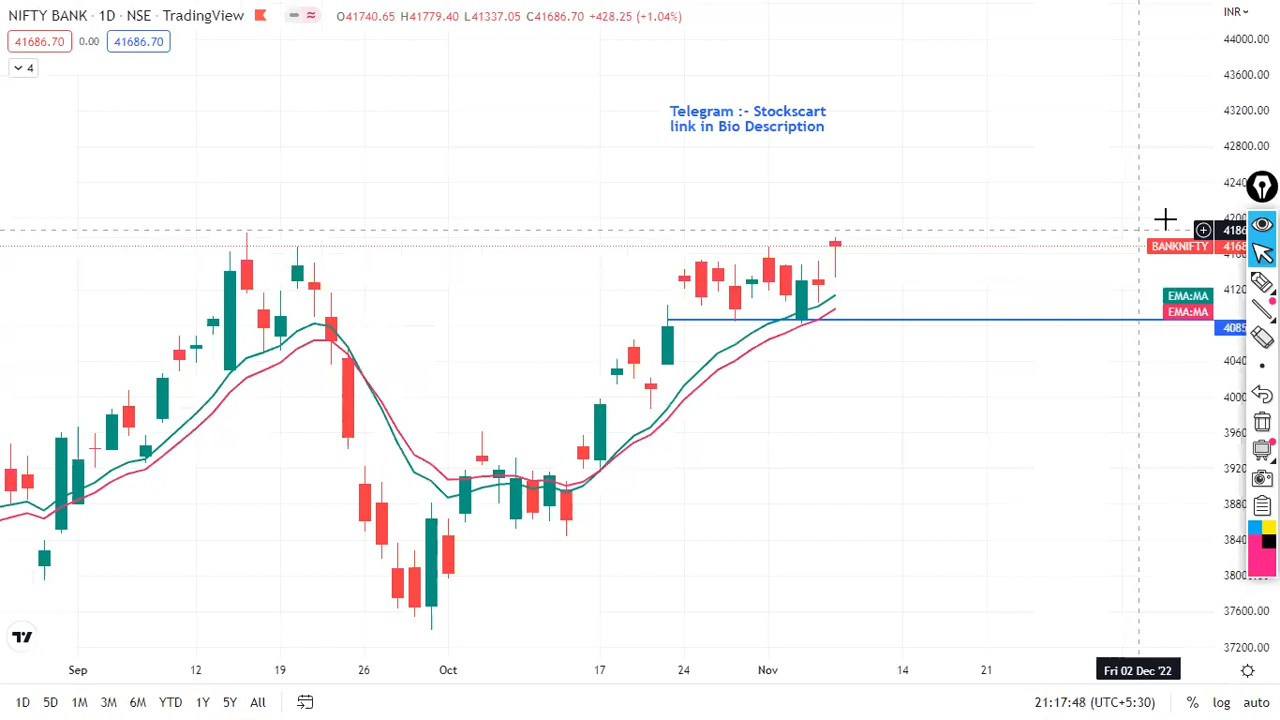 NIFTY BANK · 1D · NSE · TradingView
O41740.65 H41779.40 L41337.05 C41686.70 +428.25 (+1.04%)
INR
41686.70 0.00 41686.70
4
44000.00
43600.00
43200.00
42800.00
Telegram :- Stockscart
link in Bio Description
BANKNIFTY
EMA:MA
EMA:MA
37600.00
37200.00
Sep 12 19 26 Oct 17 24 Nov 14 21 Fri 02 Dec '22
1D 5D 1M 3M 6M YTD 1Y 5Y All 21:17:48 (UTC+5:30) % log auto